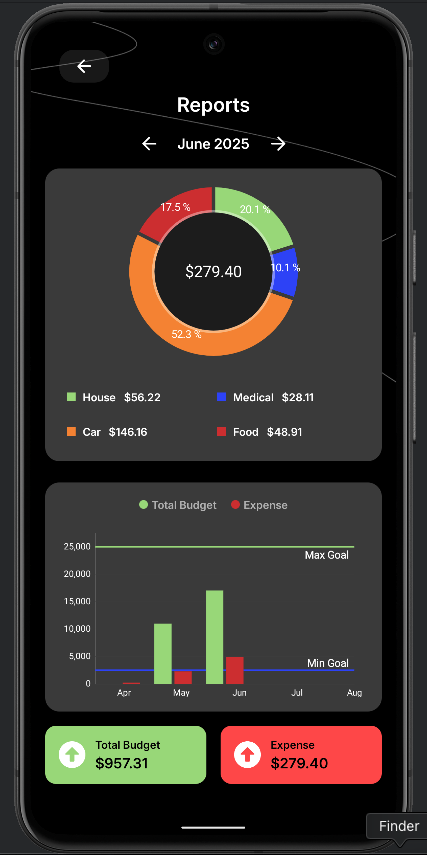 Reports
June 2025
17.5 %
20.1 %
10.1 %
$279.40
52.3 %
House $56.22
Medical $28.11
Car $146.16
Food $48.91
Total Budget
Expense
25,000
Max Goal
20,000
15,000
10,000
5,000
Min Goal
0
Apr
May
Jun
Jul
Aug
Total Budget
$957.31
Expense
$279.40
Finder